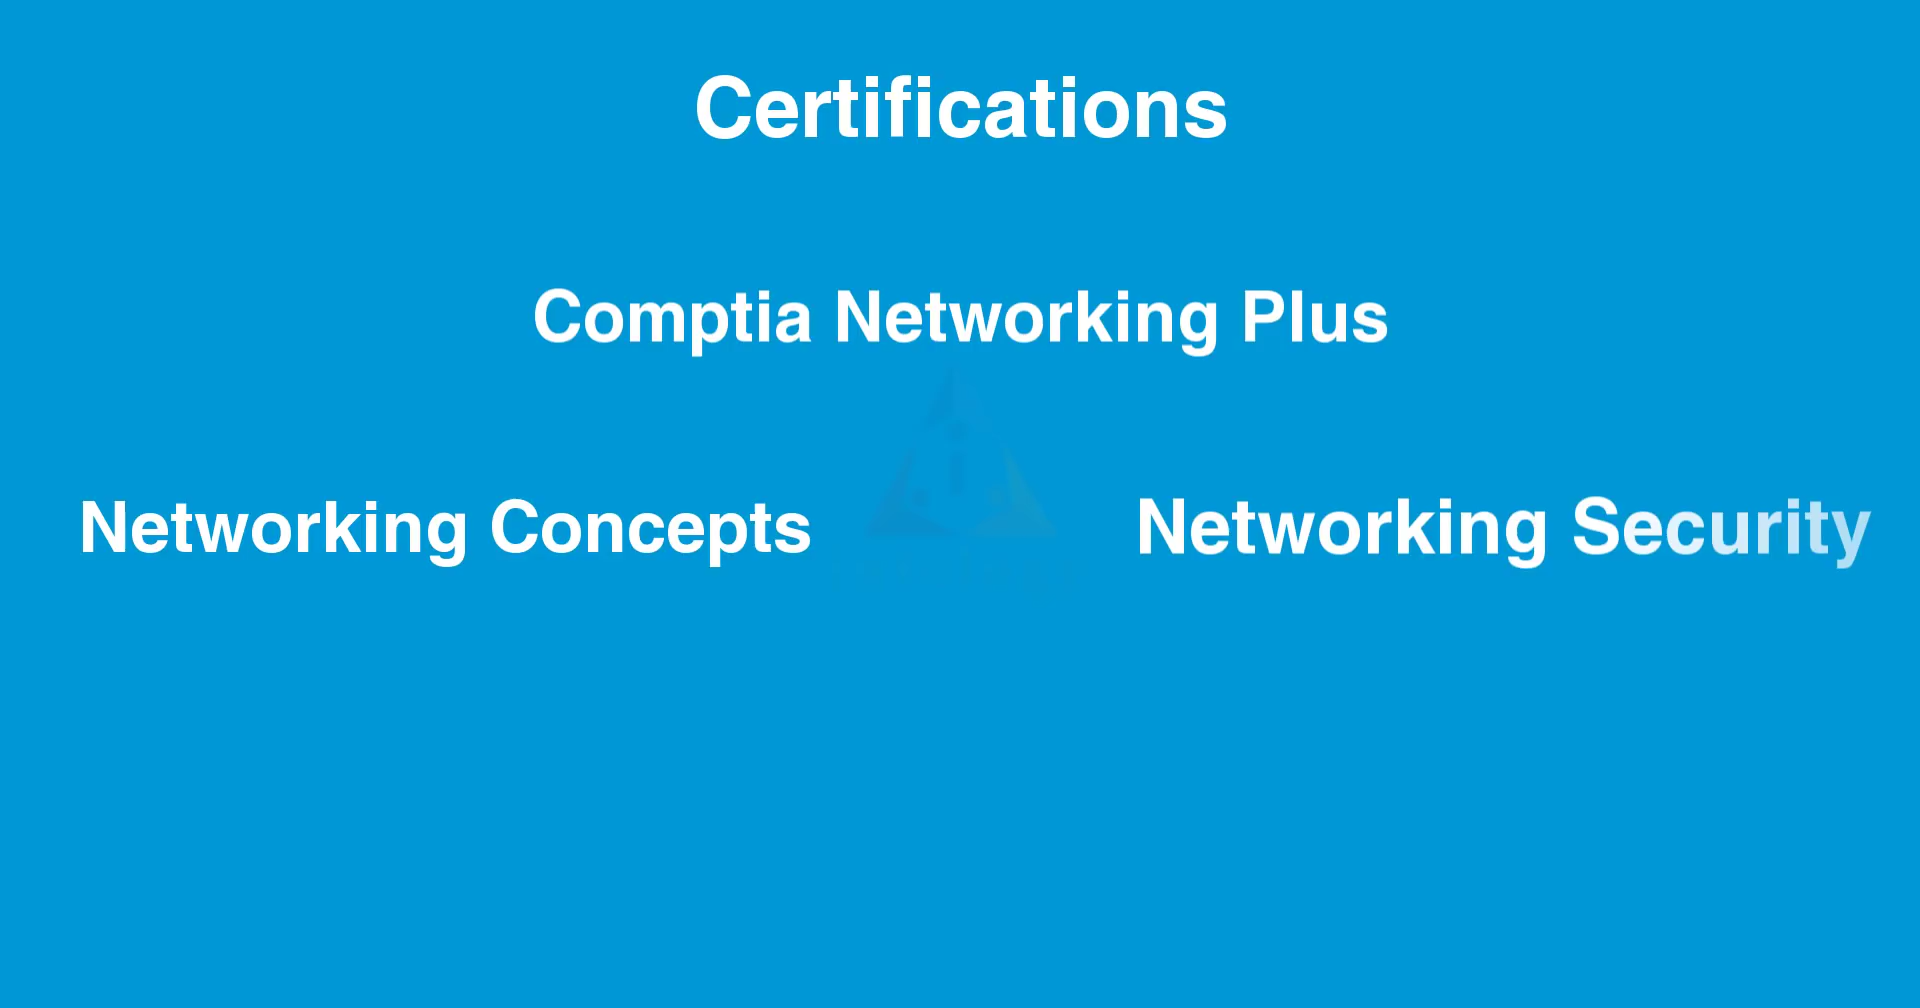 Certifications
Comptia Networking Plus
Networking Concepts
Networking Security